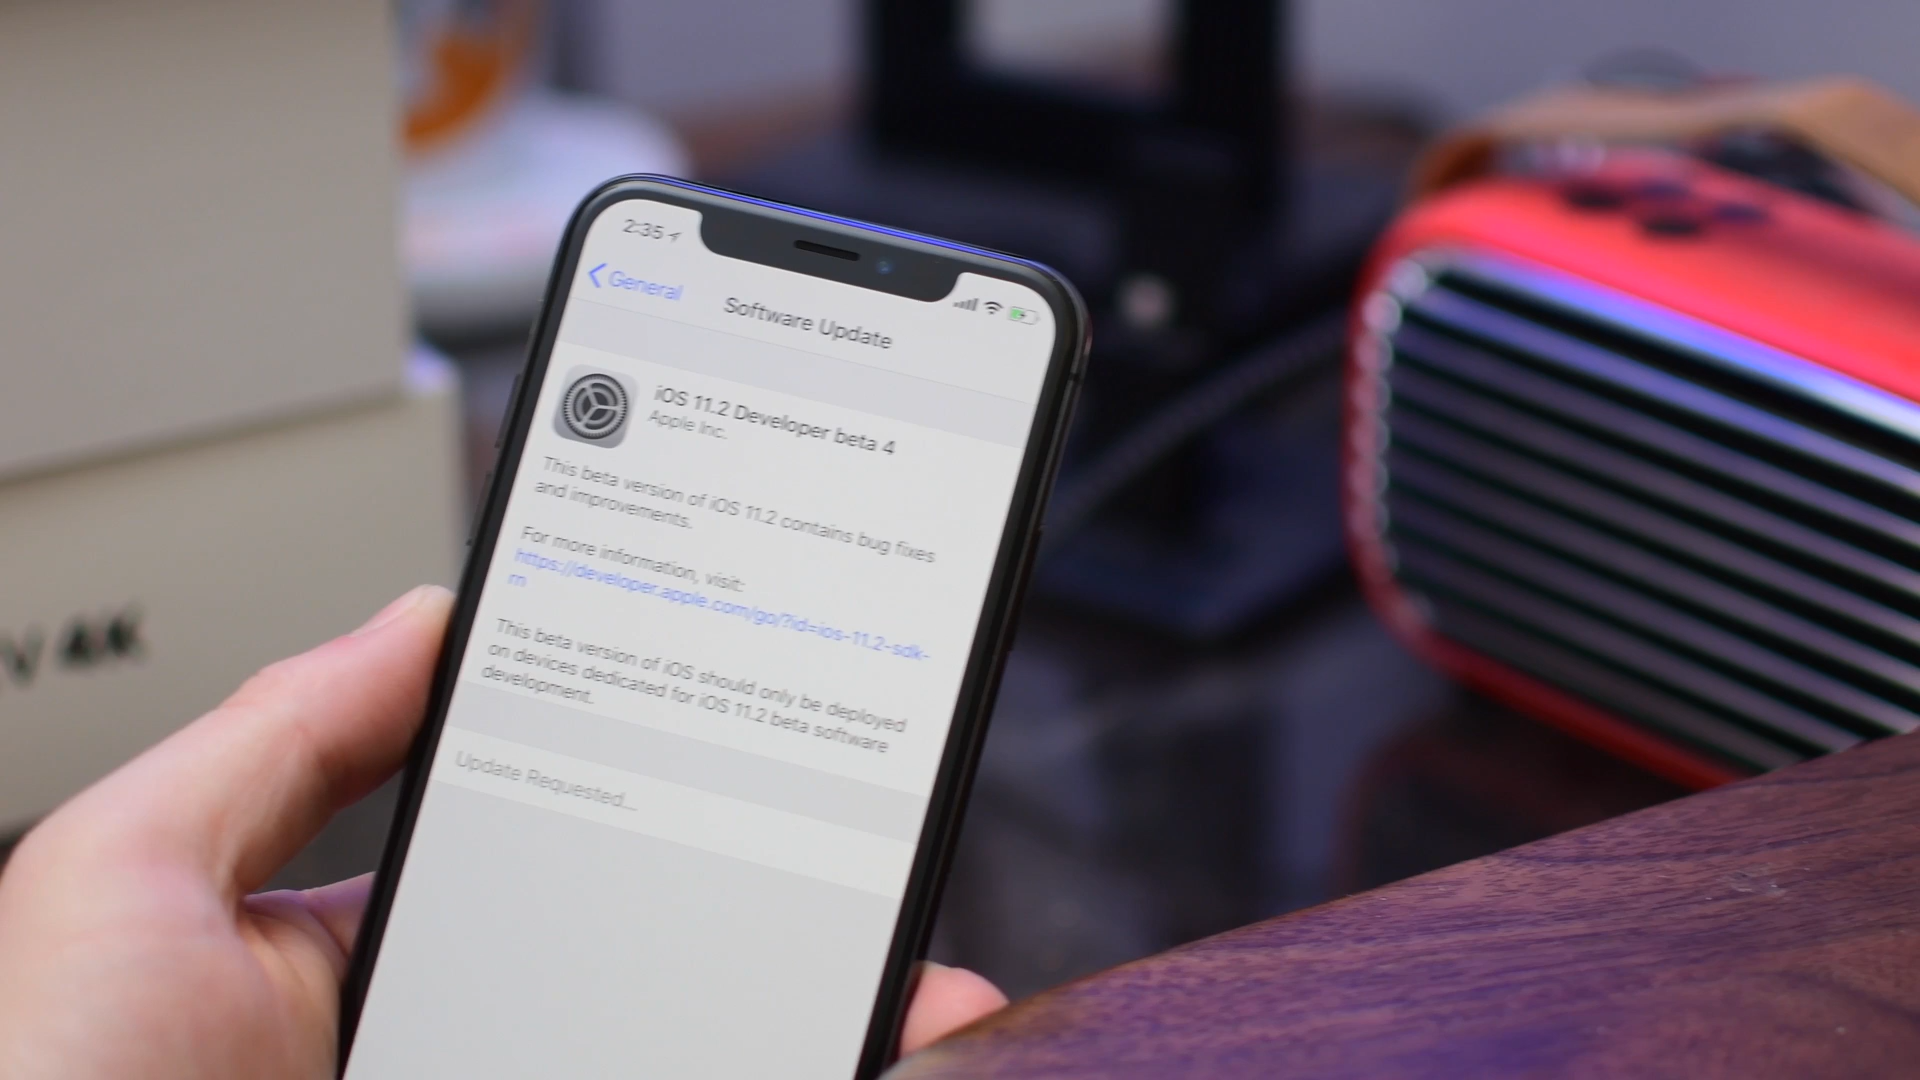 2:35
General
Software Update
iOS 11.2 Developer beta 4
Apple Inc.
This beta version of iOS 11.2 contains bug fixes
and improvements.
For more information, visit:
https://developer.apple.com/go/?id=ios-11.2-sdk-
rn
This beta version of iOS should only be deployed
on devices dedicated for iOS 11.2 beta software
development.
Update Requested...
V 4K